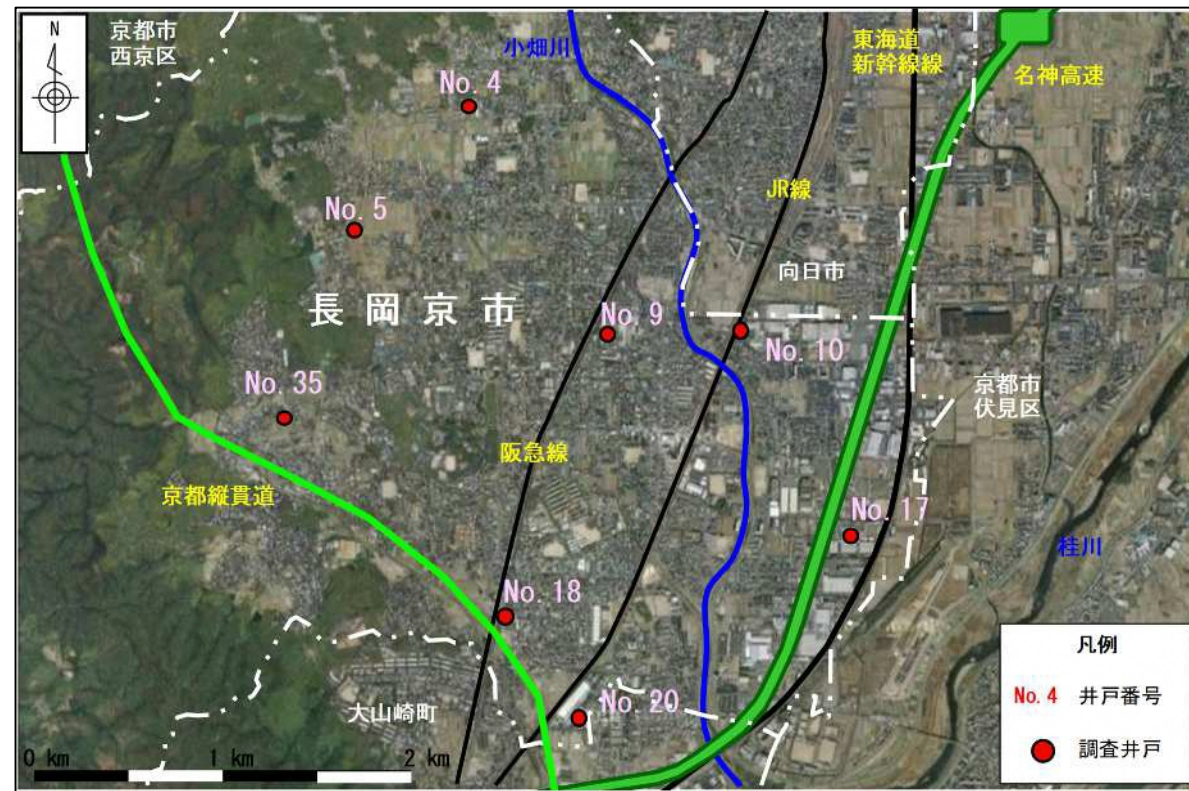 N
京都市
西京区
小畑川
東海道
新幹線線
名神高速
No. 4
JR線
No. 5
向日市
長岡京市
No. 9
No. 10
No. 35
京都市
伏見区
阪急線
京都縦貫道
No. 17
桂川
No. 18
凡例
No. 4 井戸番号
No. 20
大山崎町
調査井戸
0 km
1 km
2 km